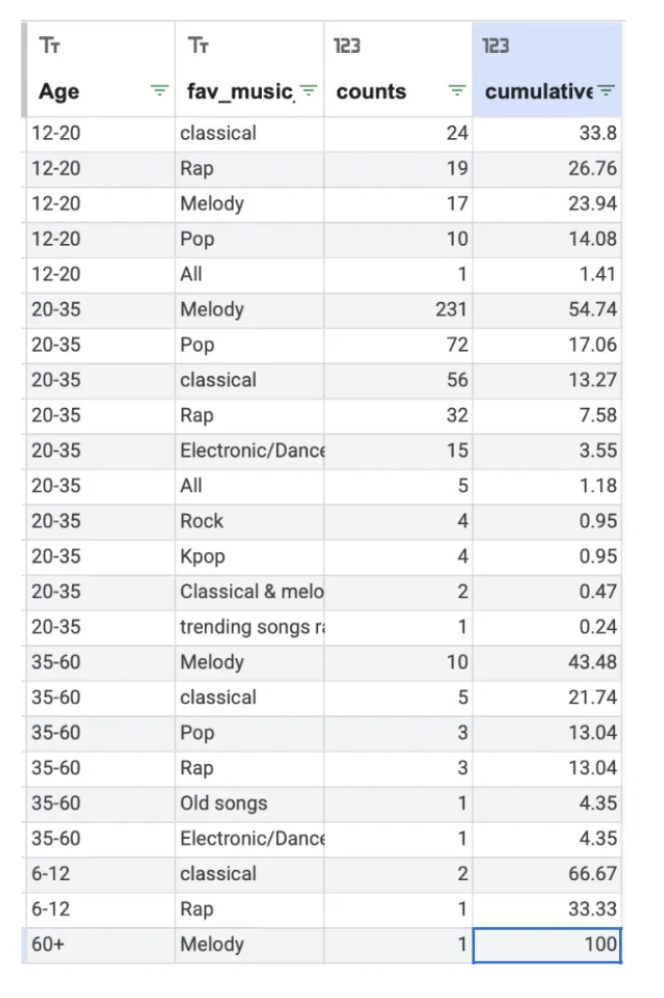 Tт Tт 123 123
Age fav_music_ counts cumulative
12-20 classical 24 33.8
12-20 Rap 19 26.76
12-20 Melody 17 23.94
12-20 Pop 10 14.08
12-20 All 1 1.41
20-35 Melody 231 54.74
20-35 Pop 72 17.06
20-35 classical 56 13.27
20-35 Rap 32 7.58
20-35 Electronic/Dance 15 3.55
20-35 All 5 1.18
20-35 Rock 4 0.95
20-35 Kpop 4 0.95
20-35 Classical & melo 2 0.47
20-35 trending songs ra 1 0.24
35-60 Melody 10 43.48
35-60 classical 5 21.74
35-60 Pop 3 13.04
35-60 Rap 3 13.04
35-60 Old songs 1 4.35
35-60 Electronic/Dance 1 4.35
6-12 classical 2 66.67
6-12 Rap 1 33.33
60+ Melody 1 100